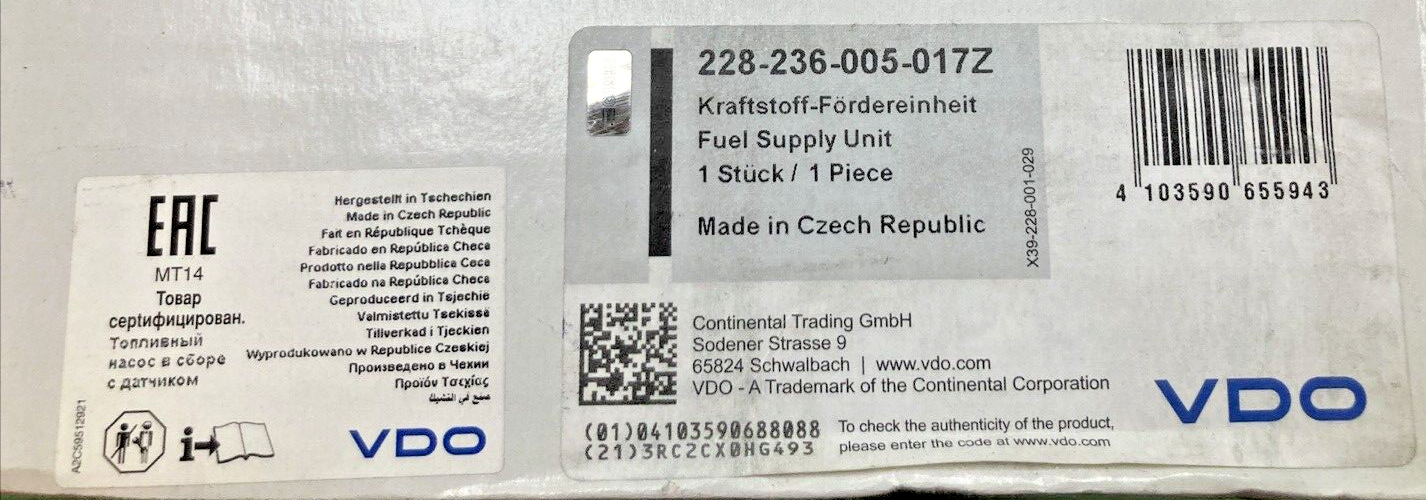 EAC
MT14
Товар
сертифицирован.
Топливный
насос в сборе
с датчиком
Hergestellt in Tschechien
Made in Czech Republic
Fait en République Tchèque
Fabricado en República Checa
Prodotto nella Repubblica Ceca
Fabricado na República Checa
Geproduceerd in Tsjechië
Valmistettu Tsekissä
Tillverkad i Tjeckien
Wyprodukowano w Republice Czeskiej
Произведено в Чехии
Προϊόν Τσεχίας
A2C59512921
VDO
228-236-005-017Z
Kraftstoff-Fördereinheit
Fuel Supply Unit
1 Stück / 1 Piece
Made in Czech Republic
X39-228-001-029
4 103590 655943
Continental Trading GmbH
Sodener Strasse 9
65824 Schwalbach | www.vdo.com
VDO - A Trademark of the Continental Corporation
(01)04103590688088
(21)3RC2CX0HG493
To check the authenticity of the product,
please enter the code at www.vdo.com
VDO